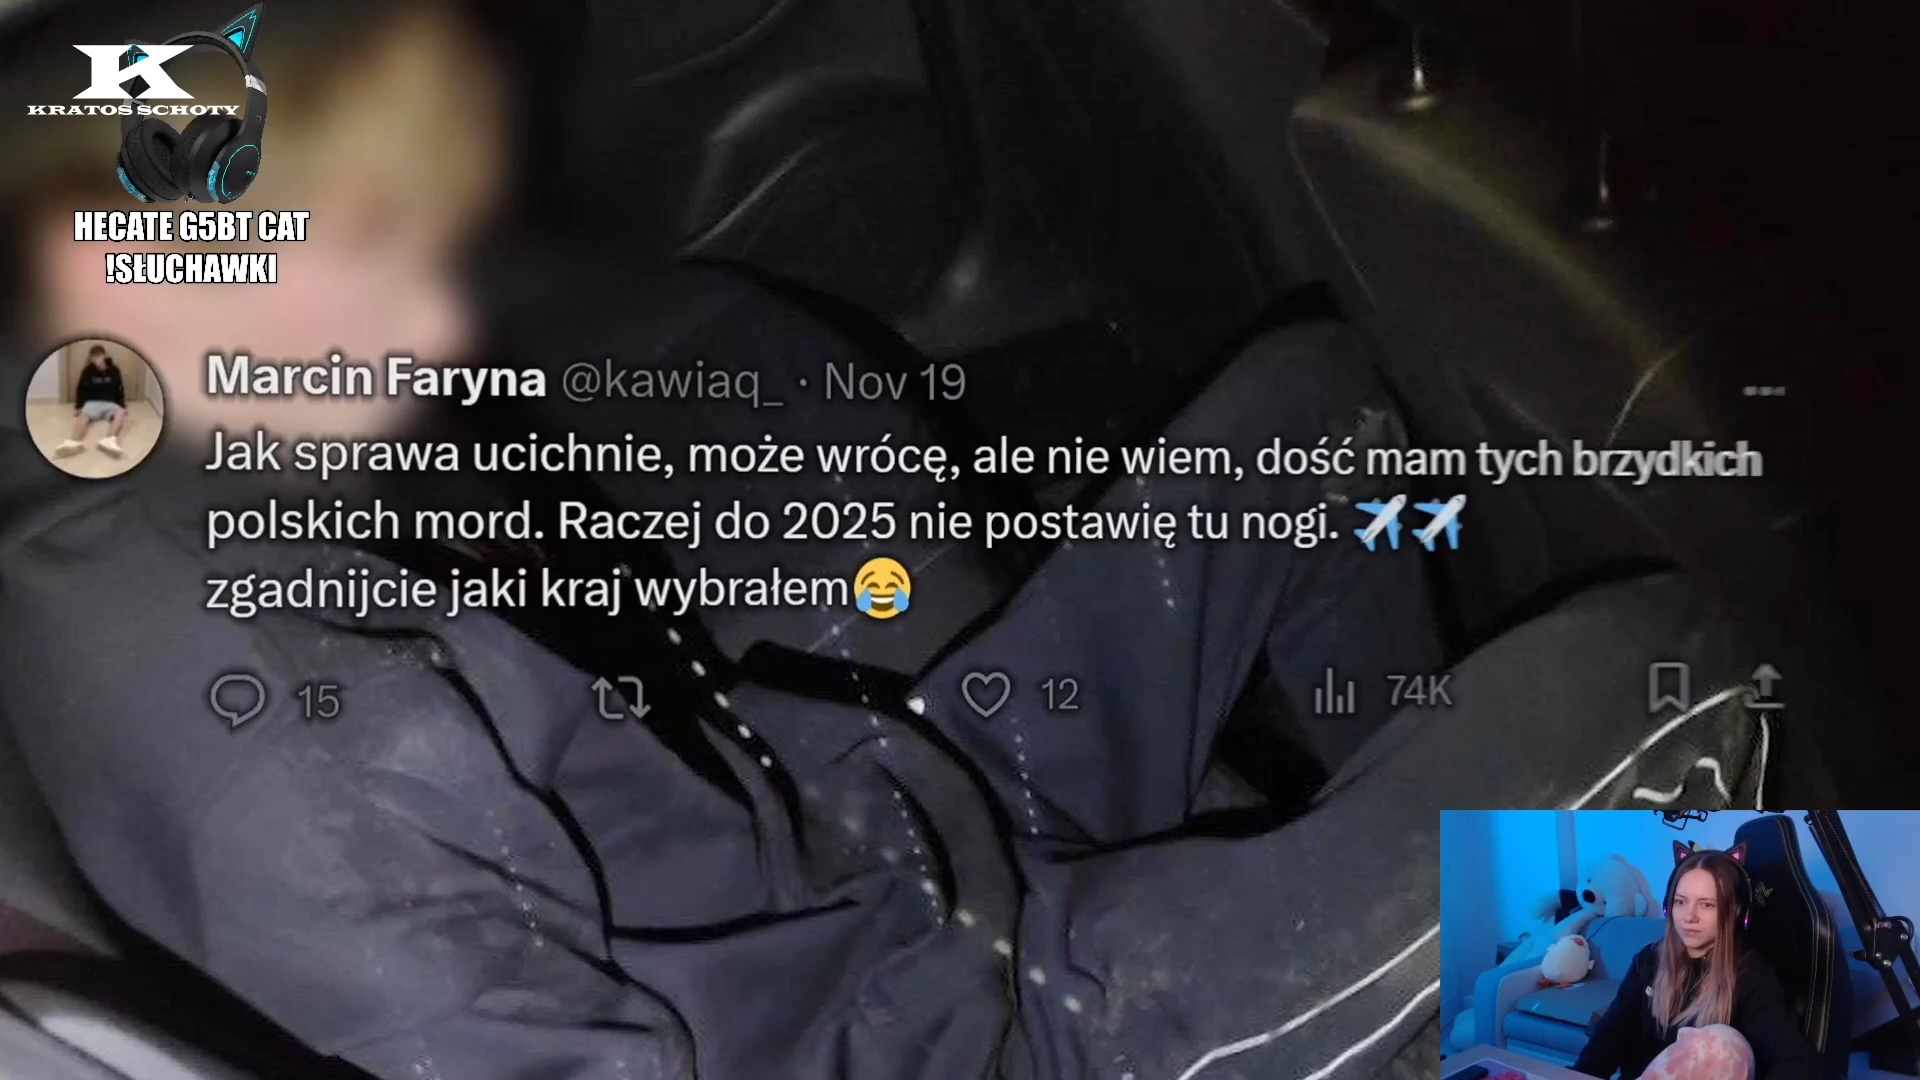 K
KRATOS SCHOTY
HECATE G5BT CAT
!SŁUCHAWKI
Marcin Faryna @kawiaq_ · Nov 19
Jak sprawa ucichnie, może wrócę, ale nie wiem, dość mam tych brzydkich
polskich mord. Raczej do 2025 nie postawię tu nogi. ✈️✈️
zgadnijcie jaki kraj wybrałem😂
15 12 74K